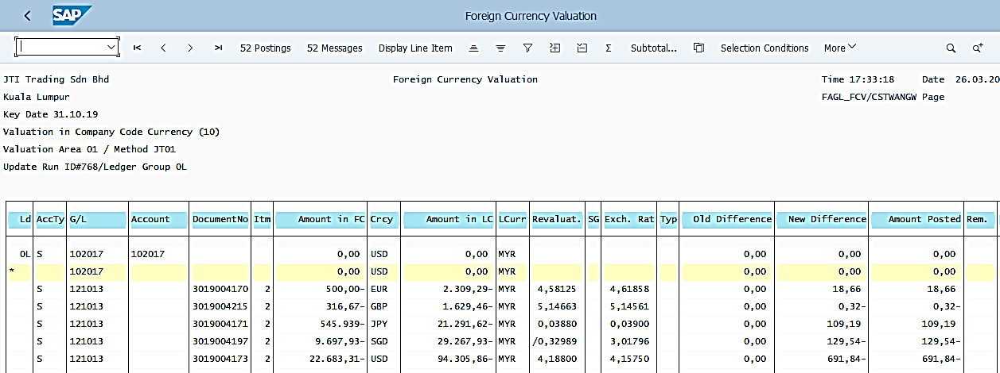 SAP Foreign Currency Valuation
52 Postings 52 Messages Display Line Item Σ Subtotal... Selection Conditions More
JTI Trading Sdn Bhd Foreign Currency Valuation Time 17:33:18 Date 26.03.20
Kuala Lumpur FAGL_FCV/CSTWANGW Page
Key Date 31.10.19
Valuation in Company Code Currency (10)
Valuation Area 01 / Method JT01
Update Run ID#768/Ledger Group 0L
Ld AccTy G/L Account DocumentNo Itm Amount in FC Crcy Amount in LC LCurr Revaluat. SG Exch. Rat Typ Old Difference New Difference Amount Posted Rem.
0L S 102017 102017 0,00 USD 0,00 MYR 0,00 0,00 0,00
* 102017 0,00 USD 0,00 MYR 0,00 0,00 0,00
S 121013 3019004170 2 500,00- EUR 2.309,29- MYR 4,58125 4,61858 0,00 18,66 18,66
S 121013 3019004215 2 316,67- GBP 1.629,46- MYR 5,14663 5,14561 0,00 0,32- 0,32-
S 121013 3019004171 2 545.939- JPY 21.291,62- MYR 0,03880 0,03900 0,00 109,19 109,19
S 121013 3019004197 2 9.697,93- SGD 29.267,93- MYR /0,32989 3,01796 0,00 129,54- 129,54-
S 121013 3019004173 2 22.683,31- USD 94.305,86- MYR 4,18800 4,15750 0,00 691,84- 691,84-